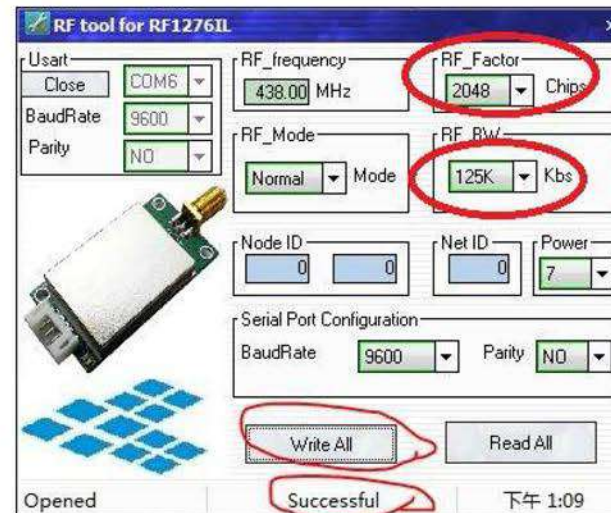 RF tool for RF1276IL
Usart
Close COM6
BaudRate 9600
Parity NO
RF_frequency
438.00 MHz
RF_Factor
2048 Chips
RF_Mode
Normal Mode
RF_BW
125K Kbs
Node ID
0 0
Net ID
0
Power
7
Serial Port Configuration
BaudRate 9600 Parity NO
Write All Read All
Opened Successful 下午 1:09